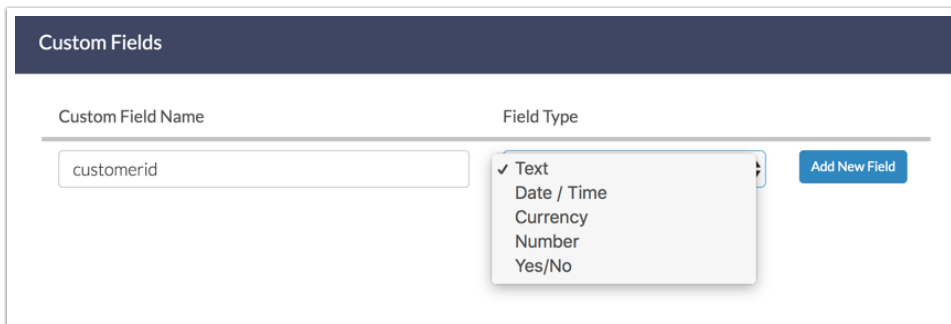 Custom Fields
Custom Field Name Field Type
customerid ✓ Text Add New Field
Date / Time
Currency
Number
Yes/No